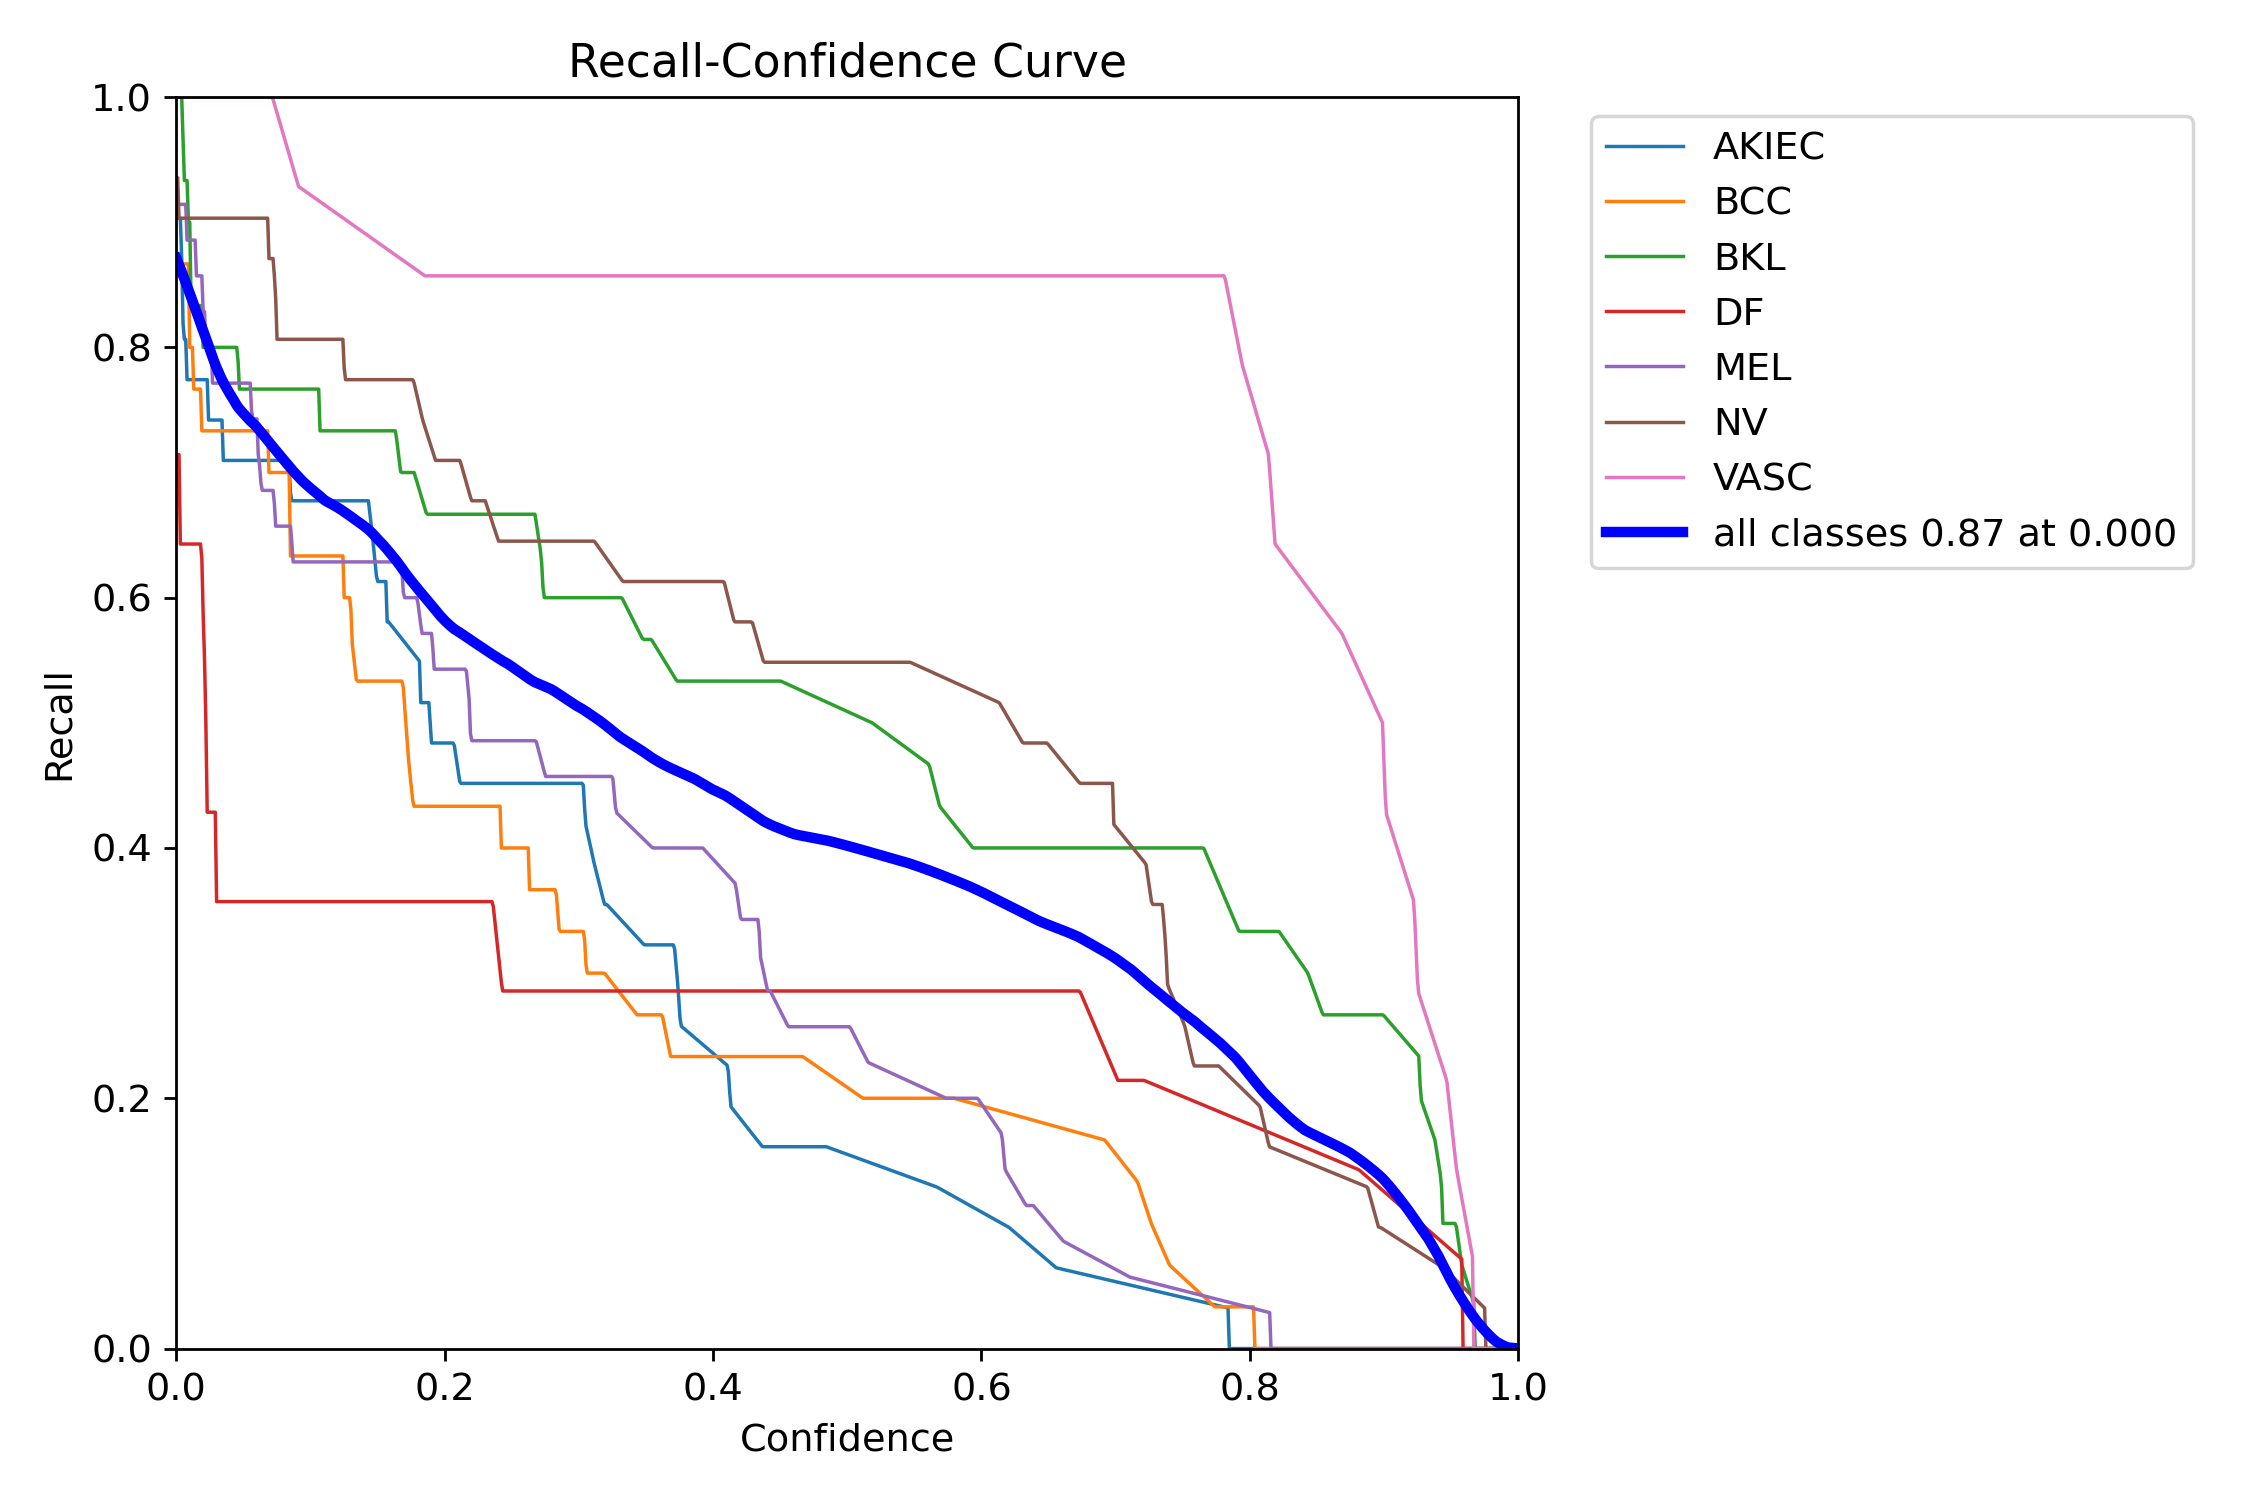 Recall-Confidence Curve
1.0
0.8
0.6
0.4
0.2
0.0
Recall
0.0 0.2 0.4 0.6 0.8 1.0
Confidence
AKIEC
BCC
BKL
DF
MEL
NV
VASC
all classes 0.87 at 0.000